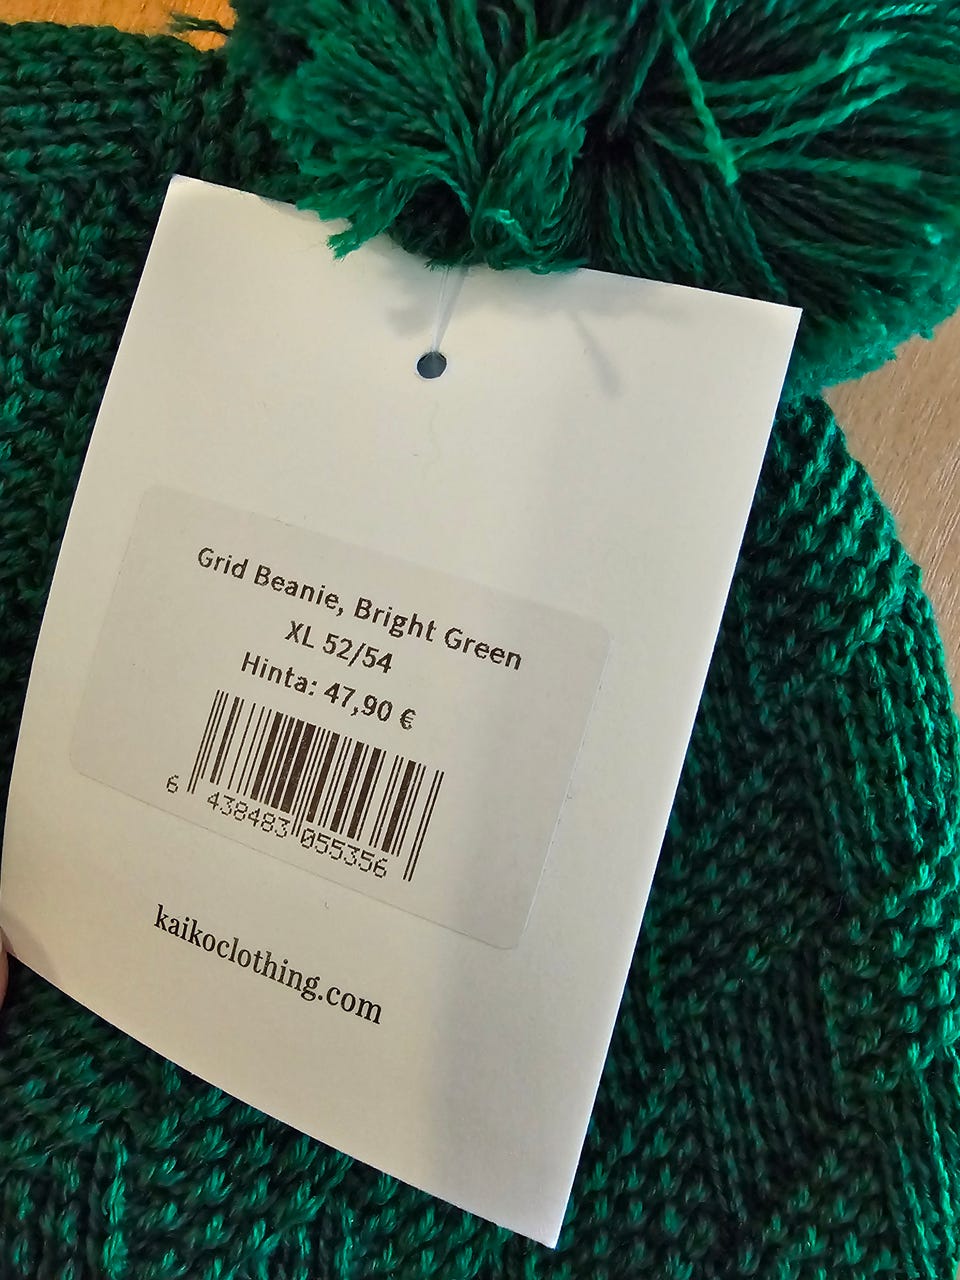 Grid Beanie, Bright Green
XL 52/54
Hinta: 47,90 €
6 438483 055356
kaikoclothing.com